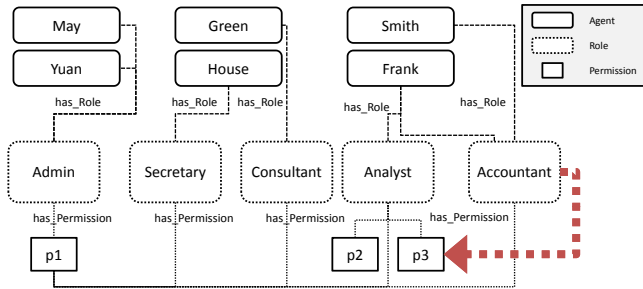 May Green Smith Agent
Yuan House Frank Role
Permission
has_Role has_Role has_Role has_Role has_Role
Admin Secretary Consultant Analyst Accountant
has_Permission has_Permission has_Permission
p1 p2 p3